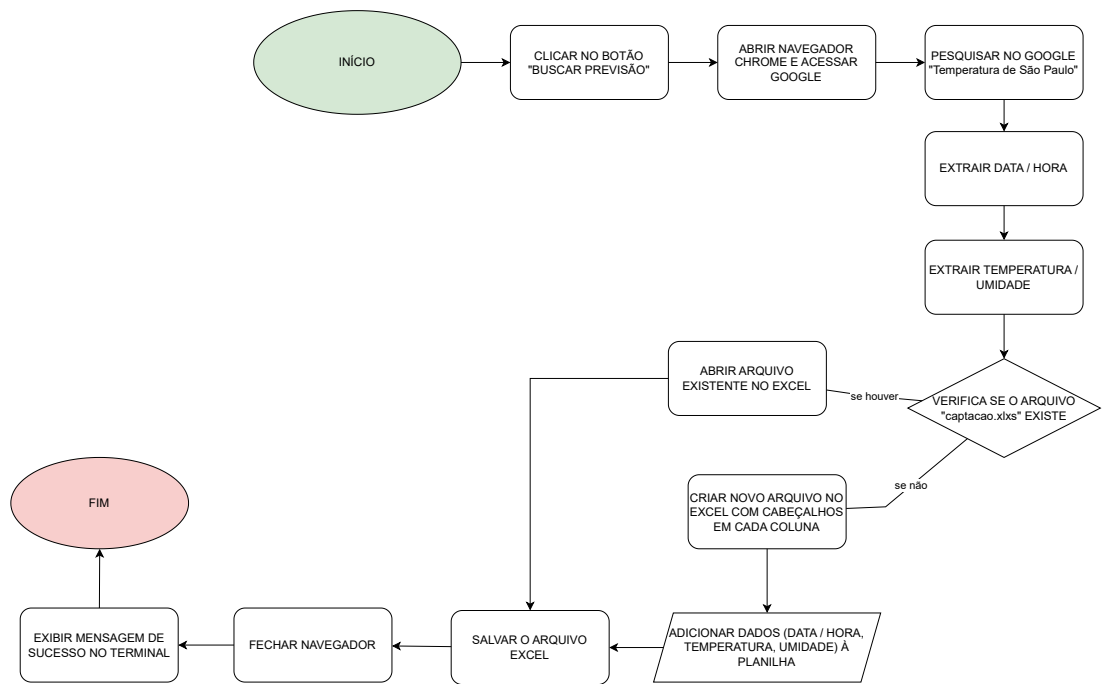 INÍCIO
CLICAR NO BOTÃO
"BUSCAR PREVISÃO"
ABRIR NAVEGADOR
CHROME E ACESSAR
GOOGLE
PESQUISAR NO GOOGLE
"Temperatura de São Paulo"
EXTRAIR DATA / HORA
EXTRAIR TEMPERATURA /
UMIDADE
VERIFICA SE O ARQUIVO
"captacao.xlxs" EXISTE
se houver
ABRIR ARQUIVO
EXISTENTE NO EXCEL
se não
CRIAR NOVO ARQUIVO NO
EXCEL COM CABEÇALHOS
EM CADA COLUNA
ADICIONAR DADOS (DATA / HORA,
TEMPERATURA, UMIDADE) À
PLANILHA
SALVAR O ARQUIVO
EXCEL
FECHAR NAVEGADOR
EXIBIR MENSAGEM DE
SUCESSO NO TERMINAL
FIM